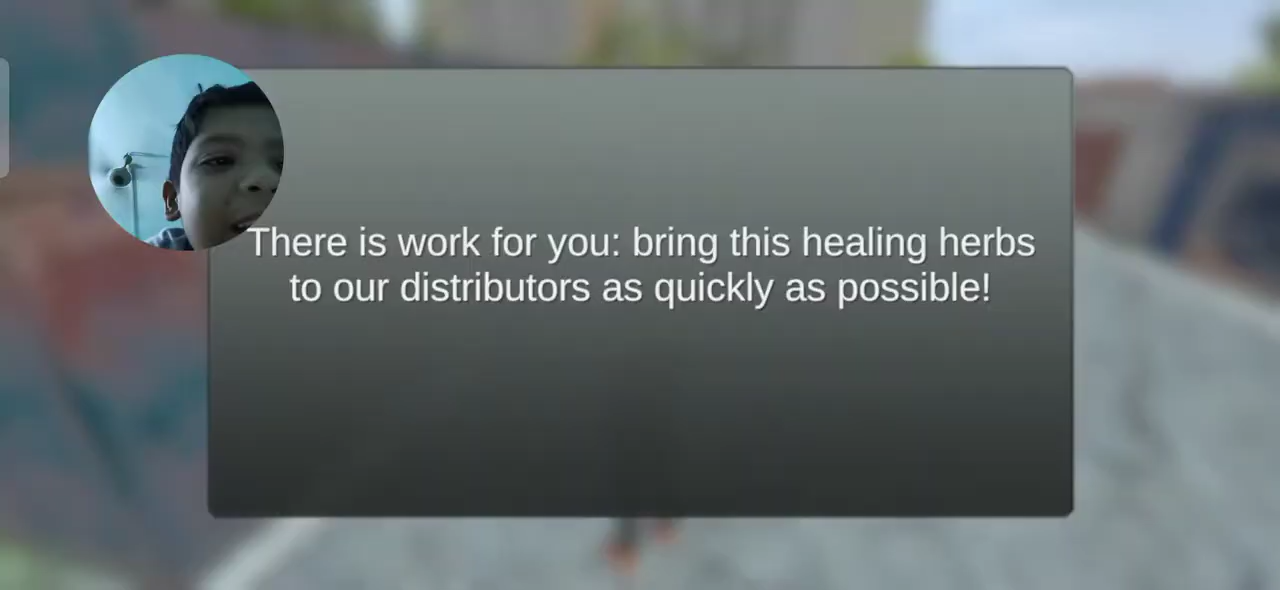 There is work for you: bring this healing herbs
to our distributors as quickly as possible!